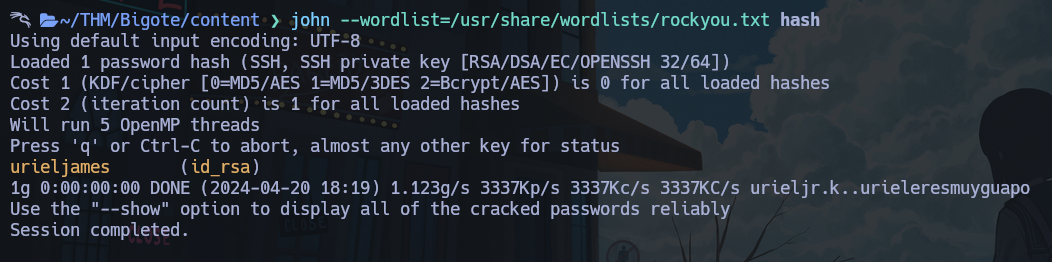 ~/THM/Bigote/content ❯ john --wordlist=/usr/share/wordlists/rockyou.txt hash
Using default input encoding: UTF-8
Loaded 1 password hash (SSH, SSH private key [RSA/DSA/EC/OPENSSH 32/64])
Cost 1 (KDF/cipher [0=MD5/AES 1=MD5/3DES 2=Bcrypt/AES]) is 0 for all loaded hashes
Cost 2 (iteration count) is 1 for all loaded hashes
Will run 5 OpenMP threads
Press 'q' or Ctrl-C to abort, almost any other key for status
urieljames       (id_rsa)
1g 0:00:00:00 DONE (2024-04-20 18:19) 1.123g/s 3337Kp/s 3337Kc/s 3337KC/s urieljr.k..urieleresmuyguapo
Use the "--show" option to display all of the cracked passwords reliably
Session completed.
CLOSE
CLOSE